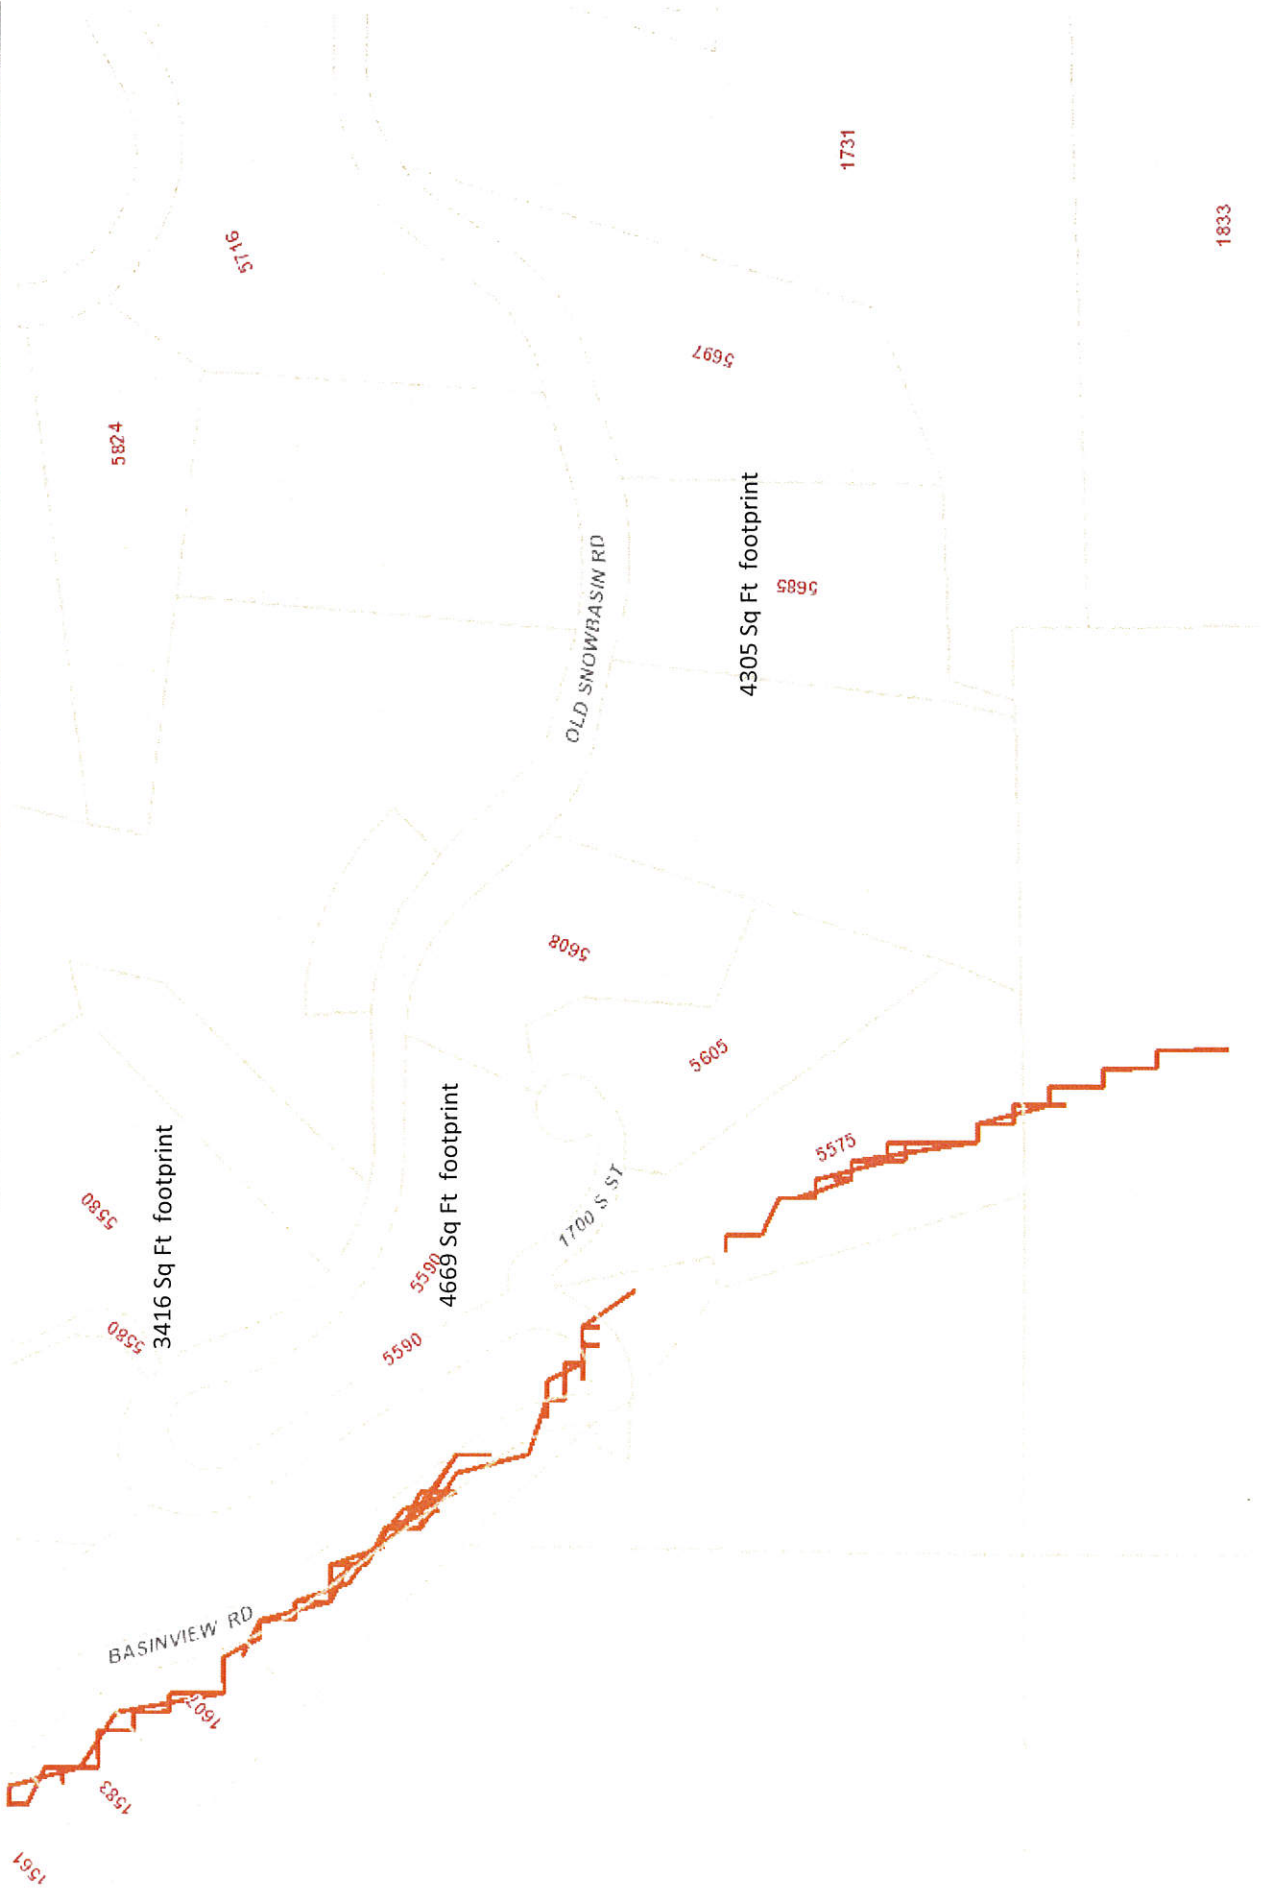 1731
1833
5716
5697
5824
4305 Sq Ft footprint
5685
OLD SNOWBASIN RD
5608
5605
5575
1700 S ST
5580
3416 Sq Ft footprint
5580
5590
4669 Sq Ft footprint
5590
BASINVIEW RD
1607
1583
1561